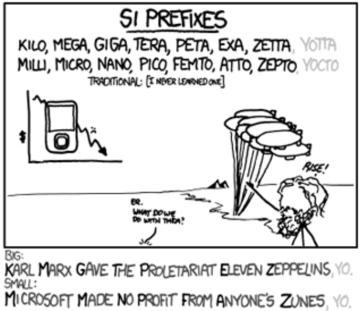 SI PREFIXES
KILO, MEGA, GIGA, TERA, PETA, EXA, ZETTA, YOTTA
MILLI, MICRO, NANO, PICO, FEMTO, ATTO, ZEPTO, YOCTO
TRADITIONAL: [I NEVER LEARNED ONE]
$
RISE!
ER.
WHAT DO WE
DO WITH THEM?
BIG:
KARL MARX GAVE THE PROLETARIAT ELEVEN ZEPPELINS, YO.
SMALL:
MICROSOFT MADE NO PROFIT FROM ANYONE'S ZUNES, YO.